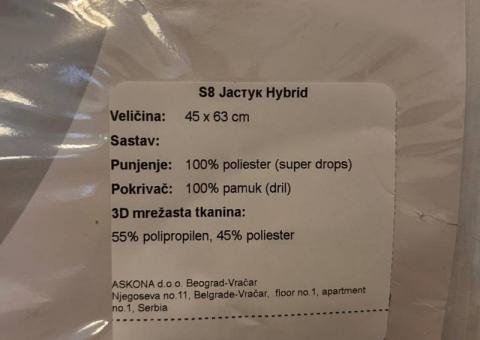 S8 Јастук Hybrid
Veličina: 45 x 63 cm
Sastav:
Punjenje: 100% poliester (super drops)
Pokrivač: 100% pamuk (dril)
3D mrežasta tkanina:
55% polipropilen, 45% poliester
ASKONA d.o.o. Beograd-Vračar
Njegoseva no.11, Belgrade-Vračar, floor no.1, apartment
no.1, Serbia